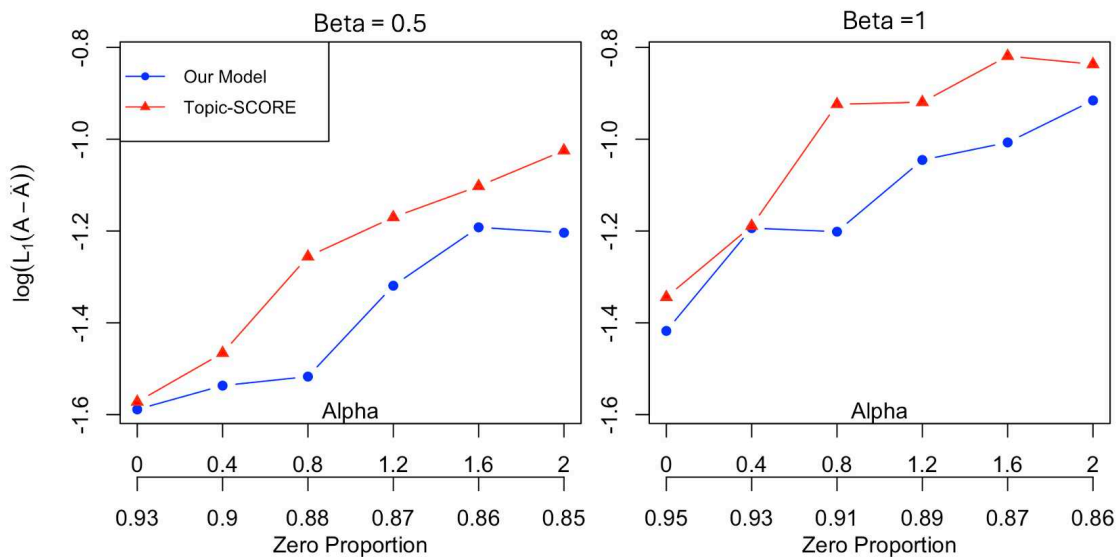 Beta = 0.5
Our Model
Topic-SCORE
log(L₁(A − Â))
-0.8
-1.0
-1.2
-1.4
-1.6
Alpha
0 0.4 0.8 1.2 1.6 2
0.93 0.9 0.88 0.87 0.86 0.85
Zero Proportion
Beta =1
-0.8
-1.0
-1.2
-1.4
-1.6
Alpha
0 0.4 0.8 1.2 1.6 2
0.95 0.93 0.91 0.89 0.87 0.86
Zero Proportion